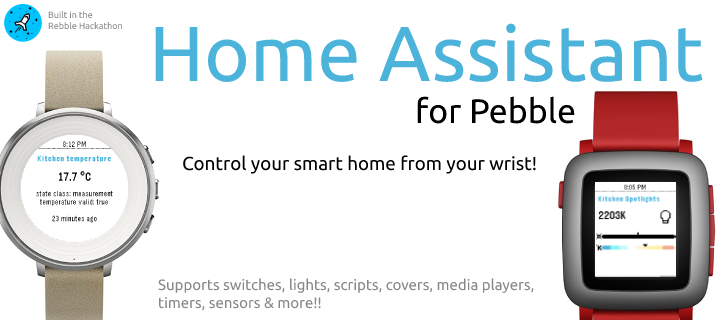 Built in the
Rebble Hackathon
Home Assistant
for Pebble
Control your smart home from your wrist!
8:12 PM
Kitchen temperature
17.7 °C
state class: measurement
temperature valid: true
23 minutes ago
8:05 PM
Kitchen Spotlights
2203K
K
Supports switches, lights, scripts, covers, media players,
timers, sensors & more!!